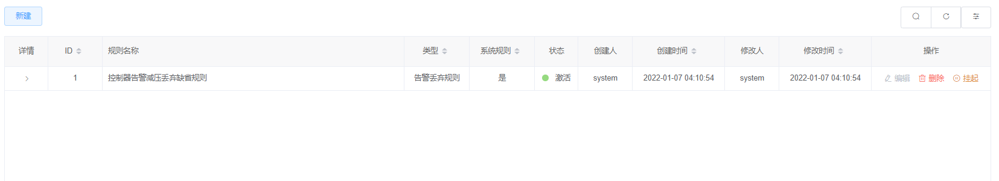 新建
详情 ID 规则名称 类型 系统规则 状态 创建人 创建时间 修改人 修改时间 操作
1 控制器告警减压丢弃缺省规则 告警丢弃规则 是 激活 system 2022-01-07 04:10:54 system 2022-01-07 04:10:54 编辑 删除 挂起